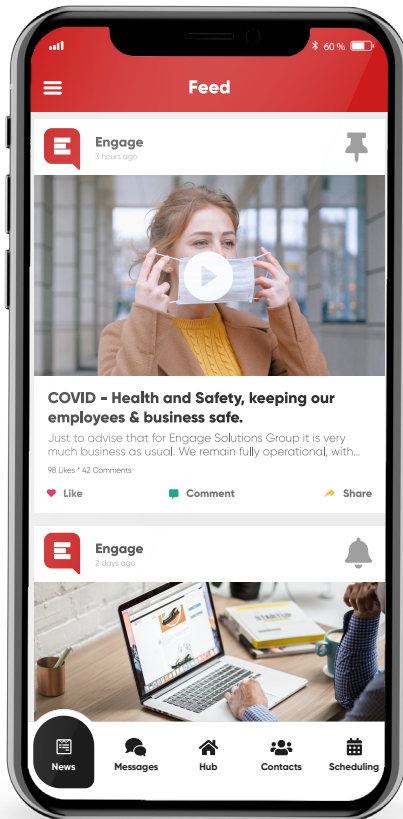 60 %
Feed
Engage
3 hours ago
COVID - Health and Safety, keeping our
employees & business safe.
Just to advise that for Engage Solutions Group it is very
much business as usual. We remain fully operational, with...
98 Likes * 42 Comments
Like Comment Share
Engage
2 days ago
STARTUP
News Messages Hub Contacts Scheduling